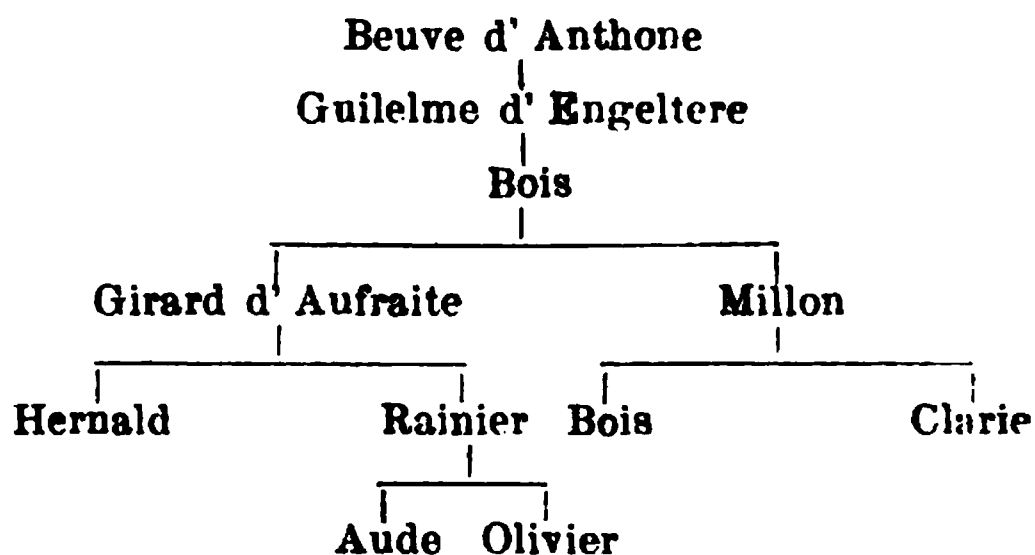 Beuve d' Anthone
Guilelme d' Engeltere
Bois
Girard d' Aufraite Millon
Hernald Rainier Bois Clarie
Aude Olivier